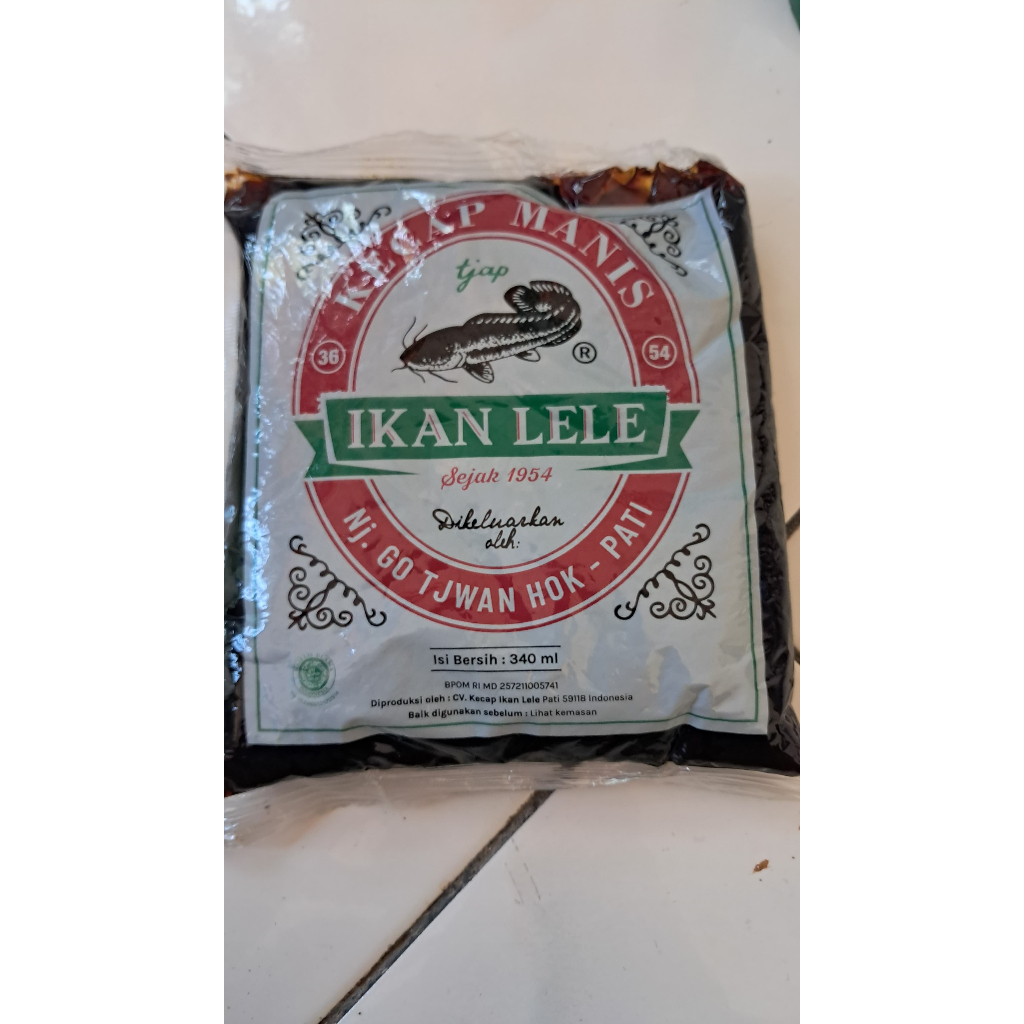 KECAP MANIS
tjap
®
36
54
IKAN LELE
Sejak 1954
Dikeluarkan
oleh:
Nj. GO TJWAN HOK - PATI
Isi Bersih : 340 ml
BPOM RI MD 257211005741
Diproduksi oleh : CV. Kecap Ikan Lele Pati 59118 Indonesia
Baik digunakan sebelum : Lihat kemasan